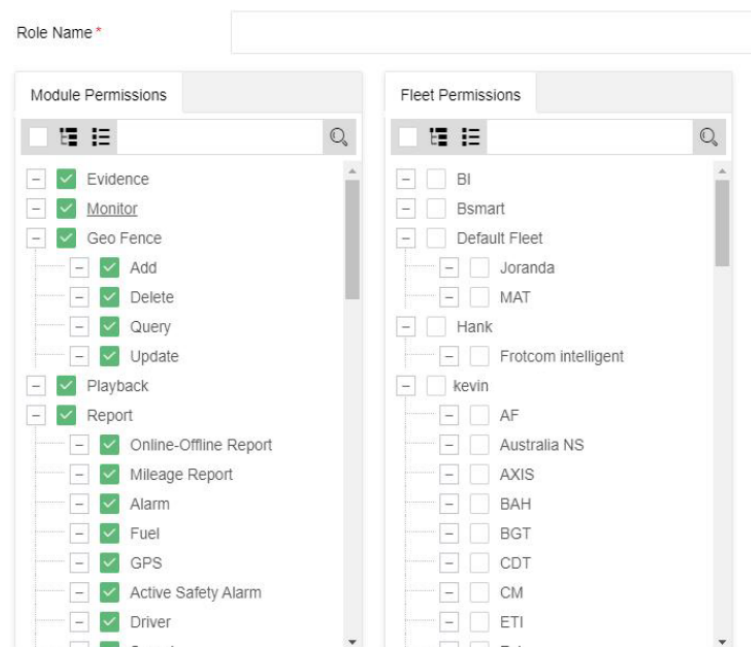 Role Name *
Module Permissions
Evidence
Monitor
Geo Fence
Add
Delete
Query
Update
Playback
Report
Online-Offline Report
Mileage Report
Alarm
Fuel
GPS
Active Safety Alarm
Driver
Fleet Permissions
BI
Bsmart
Default Fleet
Joranda
MAT
Hank
Frotcom intelligent
kevin
AF
Australia NS
AXIS
BAH
BGT
CDT
CM
ETI